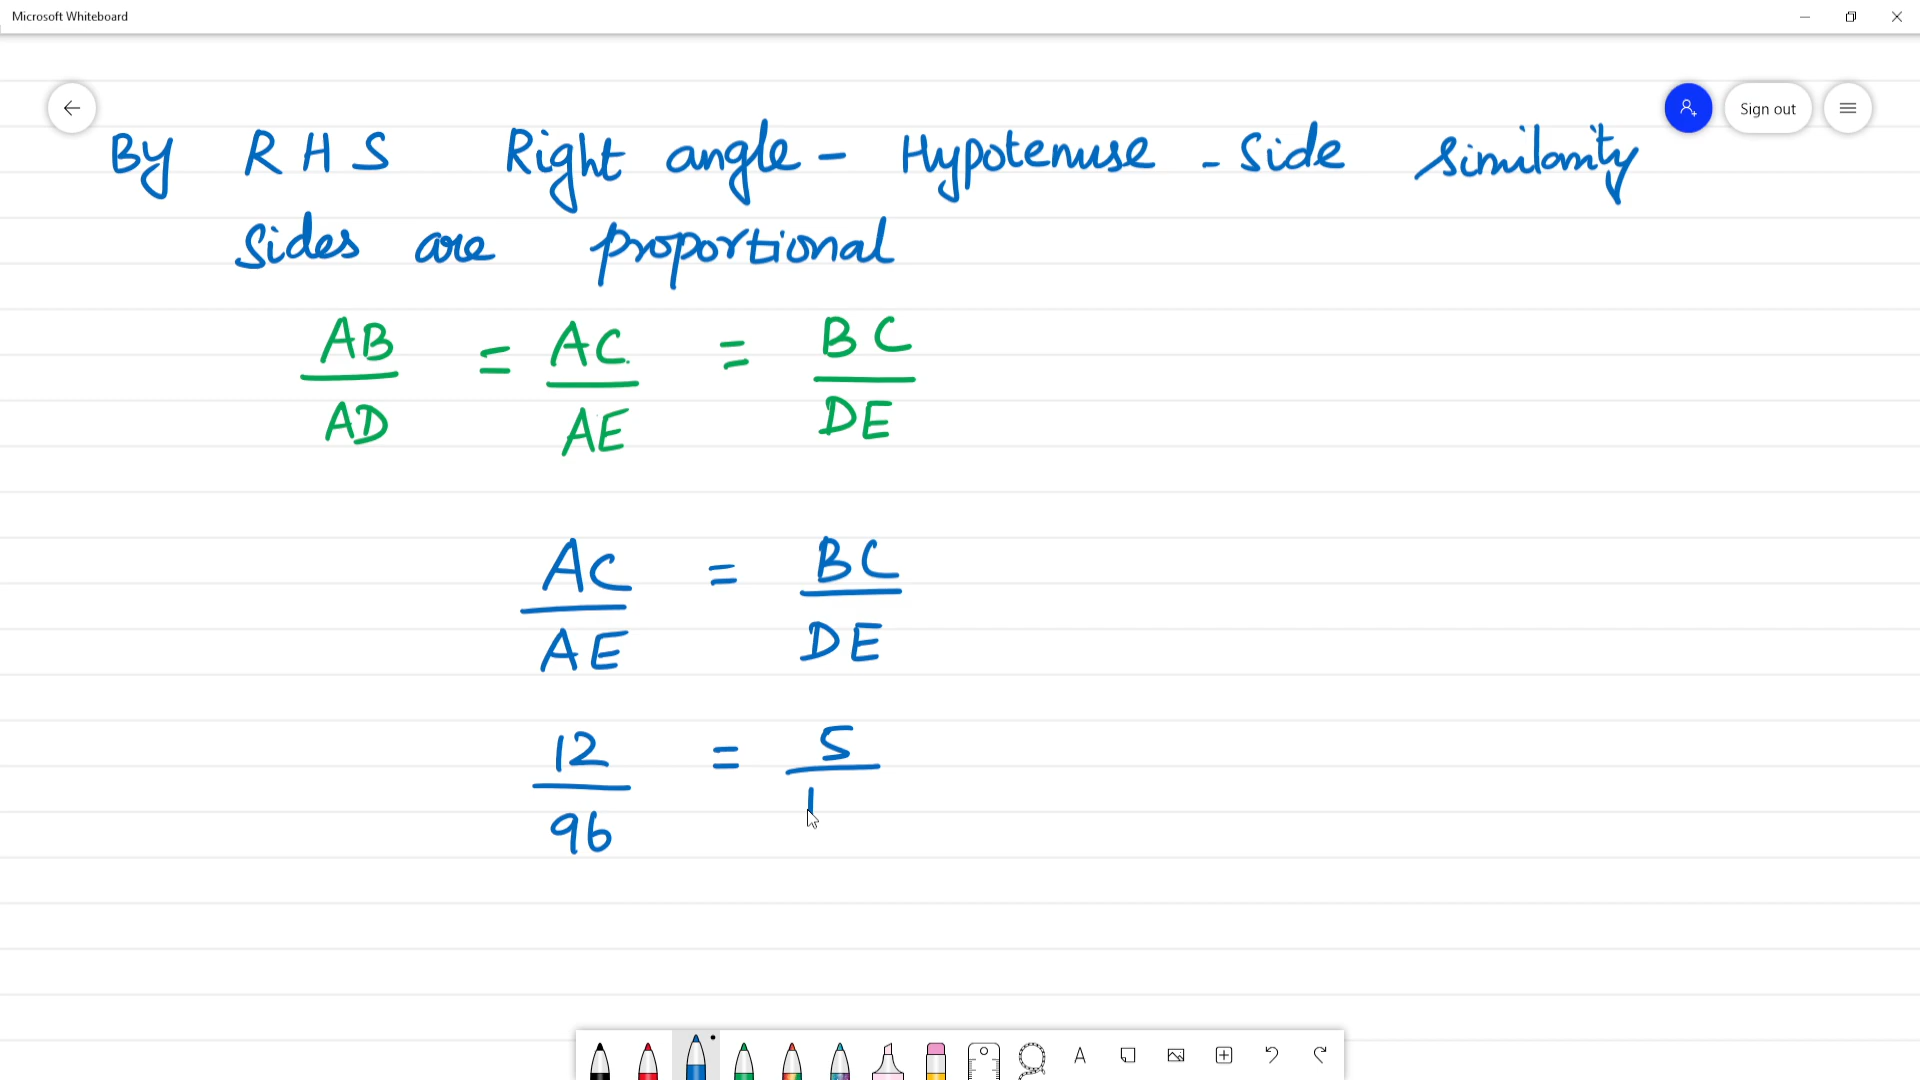 Microsoft Whiteboard
Sign out
By R H S Right angle - Hypotenuse - Side similarity
Sides are proportional
AB = AC = BC
AD AE DE
AC = BC
AE DE
12 = 5
96
A